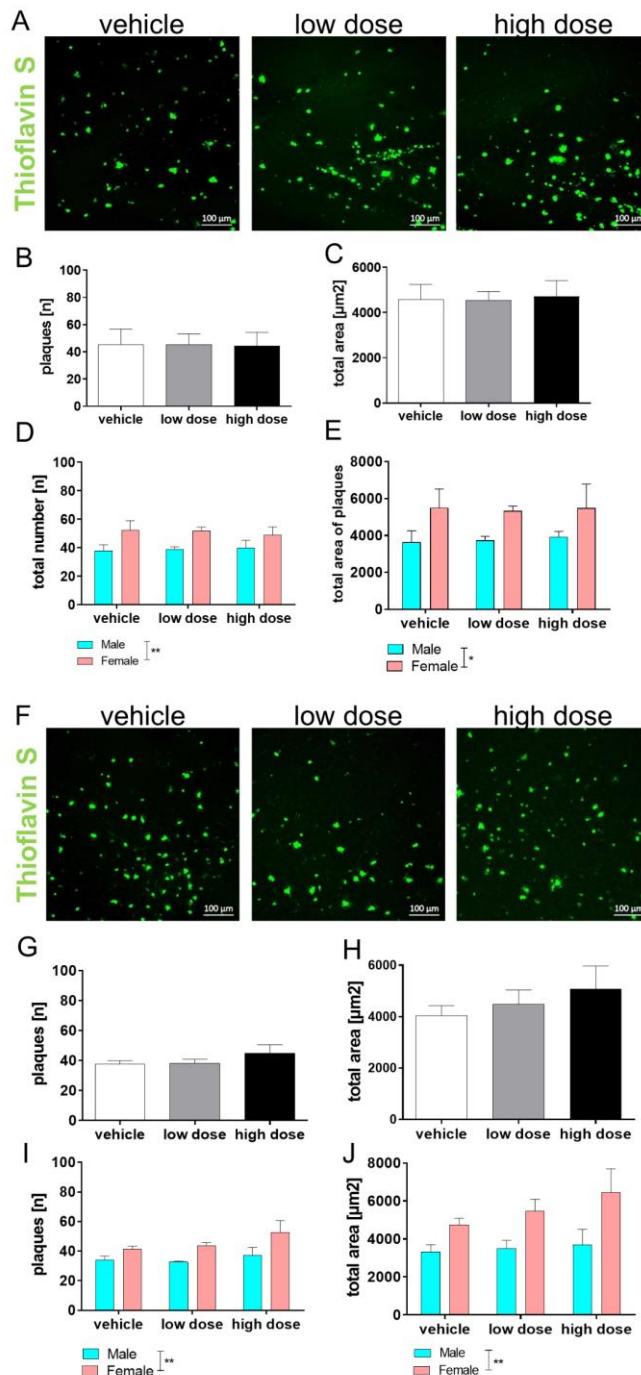 A
vehicle
low dose
high dose
Thioflavin S
100 µm
100 µm
100 µm
B
plaques [n]
100
80
60
40
20
0
vehicle
low dose
high dose
C
total area [µm2]
6000
4000
2000
0
vehicle
low dose
high dose
D
total number [n]
100
80
60
40
20
0
vehicle
low dose
high dose
Male
Female
**
E
total area of plaques
8000
6000
4000
2000
0
vehicle
low dose
high dose
Male
Female
*
F
vehicle
low dose
high dose
Thioflavin S
100 µm
100 µm
100 µm
G
plaques [n]
100
80
60
40
20
0
vehicle
low dose
high dose
H
total area [µm2]
6000
4000
2000
0
vehicle
low dose
high dose
I
plaques [n]
100
80
60
40
20
0
vehicle
low dose
high dose
Male
Female
**
J
total area [µm2]
8000
6000
4000
2000
0
vehicle
low dose
high dose
Male
Female
**